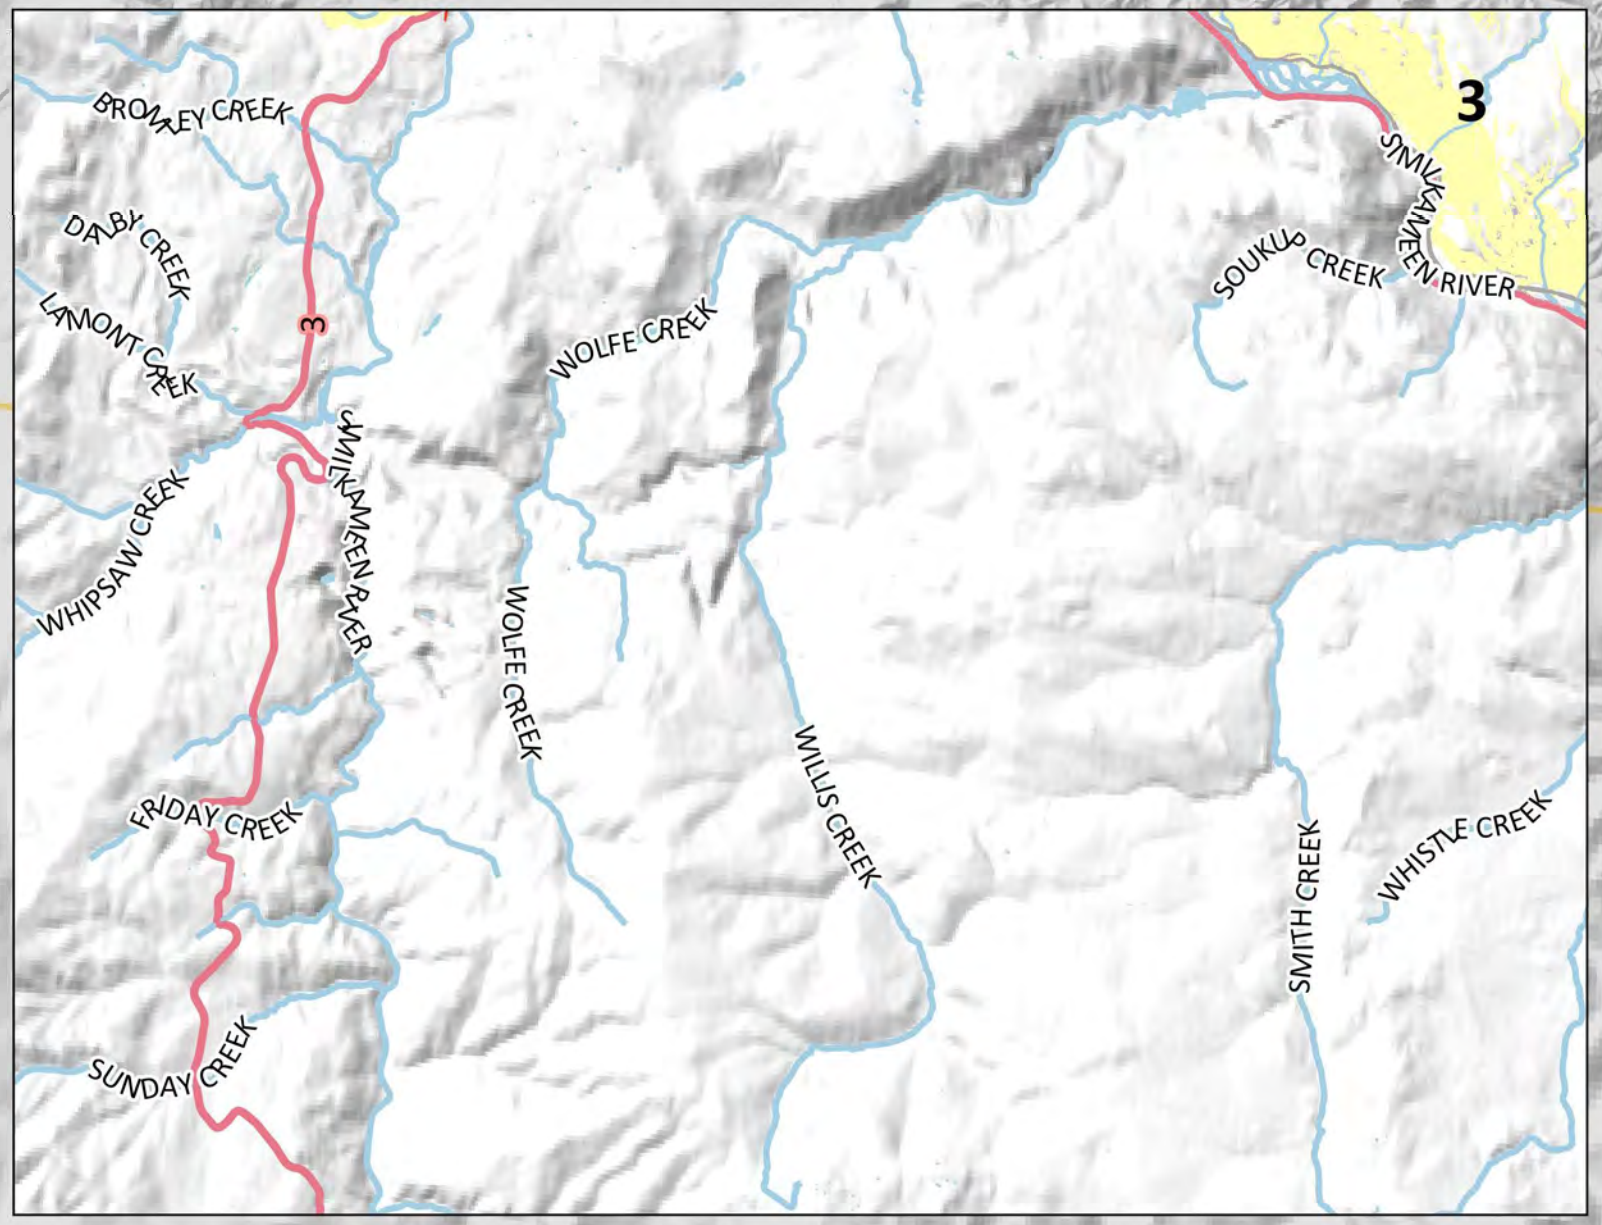 3
BROMLEY CREEK
SIMILKAMEEN RIVER
DALBY CREEK
SOUKUP CREEK
LAMONT CREEK
3
WOLFE CREEK
SIMILKAMEEN RIVER
WHIPSAW CREEK
WOLFE CREEK
WILLIS CREEK
FRIDAY CREEK
SMITH CREEK
WHISTLE CREEK
SUNDAY CREEK